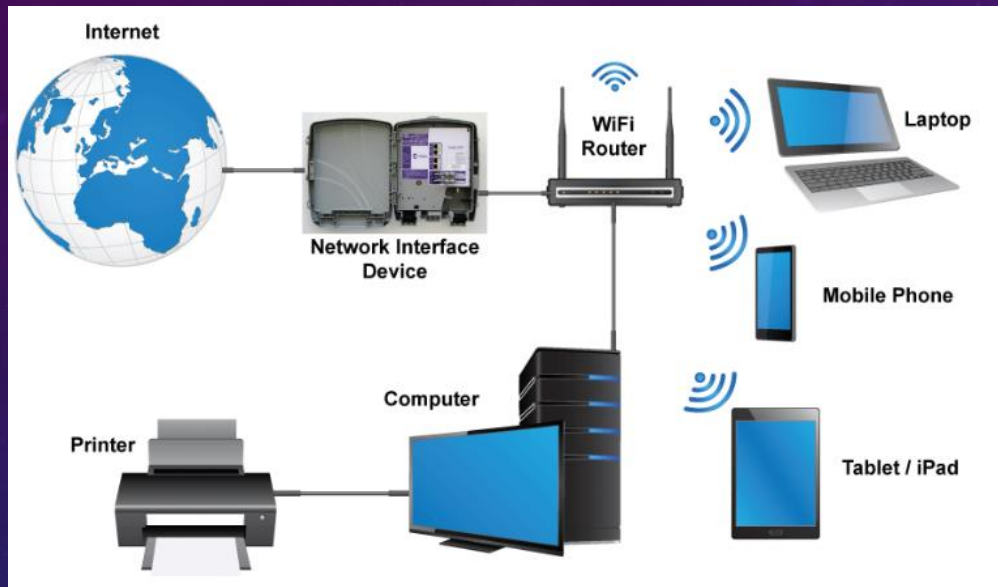 Internet
WiFi
Router
Laptop
Network Interface
Device
Mobile Phone
Computer
Printer
Tablet / iPad